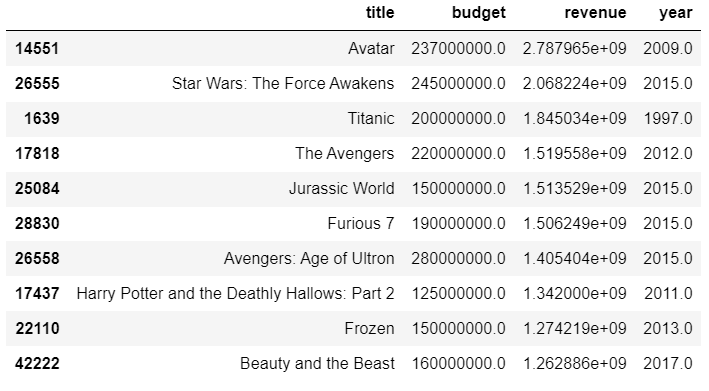 title budget revenue year
14551 Avatar 237000000.0 2.787965e+09 2009.0
26555 Star Wars: The Force Awakens 245000000.0 2.068224e+09 2015.0
1639 Titanic 200000000.0 1.845034e+09 1997.0
17818 The Avengers 220000000.0 1.519558e+09 2012.0
25084 Jurassic World 150000000.0 1.513529e+09 2015.0
28830 Furious 7 190000000.0 1.506249e+09 2015.0
26558 Avengers: Age of Ultron 280000000.0 1.405404e+09 2015.0
17437 Harry Potter and the Deathly Hallows: Part 2 125000000.0 1.342000e+09 2011.0
22110 Frozen 150000000.0 1.274219e+09 2013.0
42222 Beauty and the Beast 160000000.0 1.262886e+09 2017.0